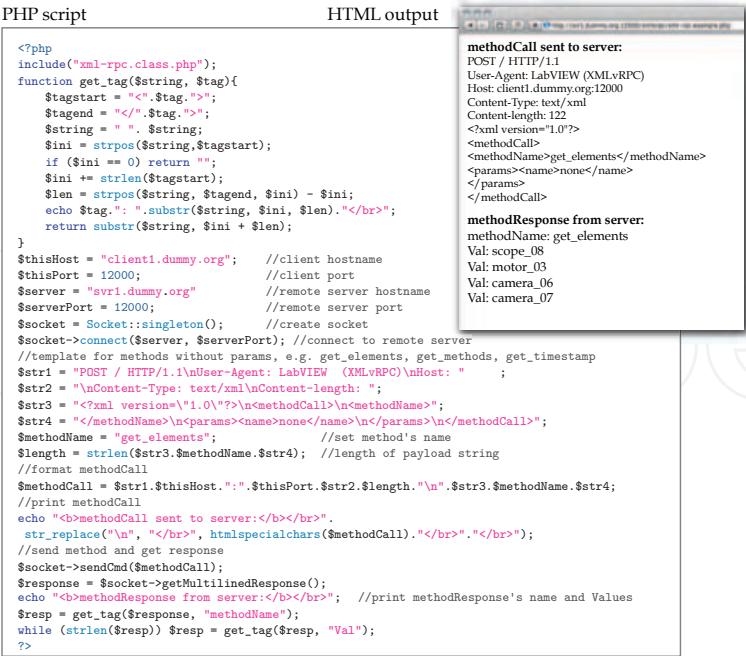 PHP script
HTML output
<?php
include("xml-rpc.class.php");
function get_tag($string, $tag){
    $tagstart = "<".$tag.">";
    $tagend = "</".$tag.">";
    $string = " ". $string;
    $ini = strpos($string,$tagstart);
    if ($ini == 0) return "";
    $ini += strlen($tagstart);
    $len = strpos($string, $tagend, $ini) - $ini;
    echo $tag.": ".substr($string, $ini, $len)."</br>";
    return substr($string, $ini + $len);
}
$thisHost = "client1.dummy.org";   //client hostname
$thisPort = 12000;                 //client port
$server = "svr1.dummy.org"         //remote server hostname
$serverPort = 12000;               //remote server port
$socket = Socket::singleton();     //create socket
$socket->connect($server, $serverPort); //connect to remote server
//template for methods without params, e.g. get_elements, get_methods, get_timestamp
$str1 = "POST / HTTP/1.1\nUser-Agent: LabVIEW  (XMLvRPC)\nHost: "     ;
$str2 = "\nContent-Type: text/xml\nContent-length: ";
$str3 = "<?xml version=\"1.0\"?>\n<methodCall>\n<methodName>";
$str4 = "</methodName>\n<params><name>none</name>\n</params>\n</methodCall>";
$methodName = "get_elements";              //set method's name
$length = strlen($str3.$methodName.$str4);  //length of payload string
//format methodCall
$methodCall = $str1.$thisHost.":".$thisPort.$str2.$length."\n".$str3.$methodName.$str4;
//print methodCall
echo "<b>methodCall sent to server:</b></br>".
 str_replace("\n", "</br>", htmlspecialchars($methodCall)."</br>"."</br>");
//send method and get response
$socket->sendCmd($methodCall);
$response = $socket->getMultilinedResponse();
echo "<b>methodResponse from server:</b></br>";  //print methodResponse's name and Values
$resp = get_tag($response, "methodName");
while (strlen($resp)) $resp = get_tag($resp, "Val");
?>
methodCall sent to server:
POST / HTTP/1.1
User-Agent: LabVIEW (XMLvRPC)
Host: client1.dummy.org:12000
Content-Type: text/xml
Content-length: 122
<?xml version="1.0"?>
<methodCall>
<methodName>get_elements</methodName>
<params><name>none</name>
</params>
</methodCall>
methodResponse from server:
methodName: get_elements
Val: scope_08
Val: motor_03
Val: camera_06
Val: camera_07